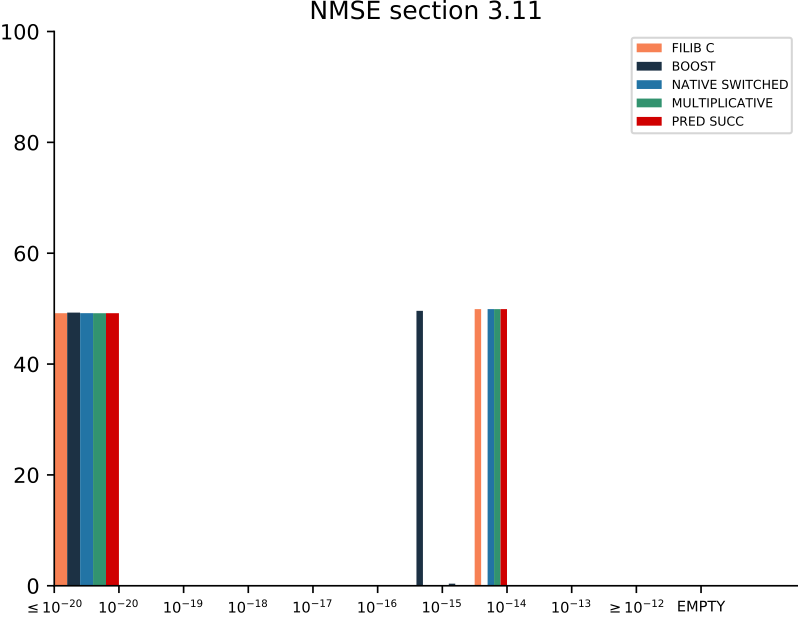 NMSE section 3.11
100
80
60
40
20
0
FILIB C
BOOST
NATIVE SWITCHED
MULTIPLICATIVE
PRED SUCC
≤ 10⁻²⁰ 10⁻²⁰ 10⁻¹⁹ 10⁻¹⁸ 10⁻¹⁷ 10⁻¹⁶ 10⁻¹⁵ 10⁻¹⁴ 10⁻¹³ ≥ 10⁻¹² EMPTY